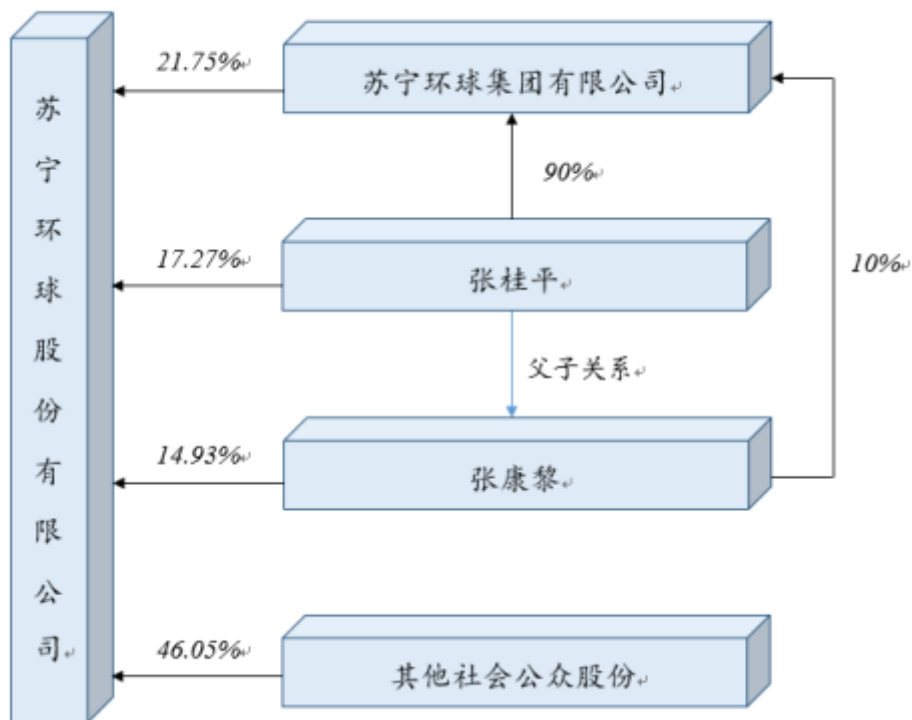 苏宁环球股份有限公司
21.75%
苏宁环球集团有限公司
90%
17.27%
张桂平
10%
父子关系
14.93%
张康黎
46.05%
其他社会公众股份